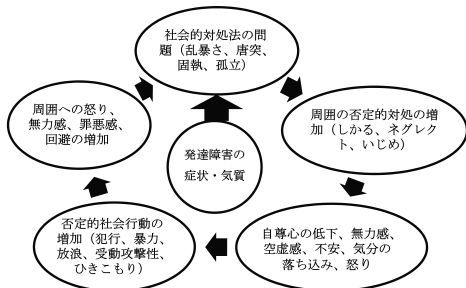 社会的対処法の問
題（乱暴さ、唐突、
固執、孤立）
周囲への怒り、
無力感、罪悪感、
回避の増加
周囲の否定的対処の増
加（しかる、ネグレク
ト、いじめ）
発達障害の
症状・気質
否定的社会行動の
増加（犯行、暴力、
放浪、受動攻撃性、
ひきこもり）
自尊心の低下、無力感、
空虚感、不安、気分の
落ち込み、怒り